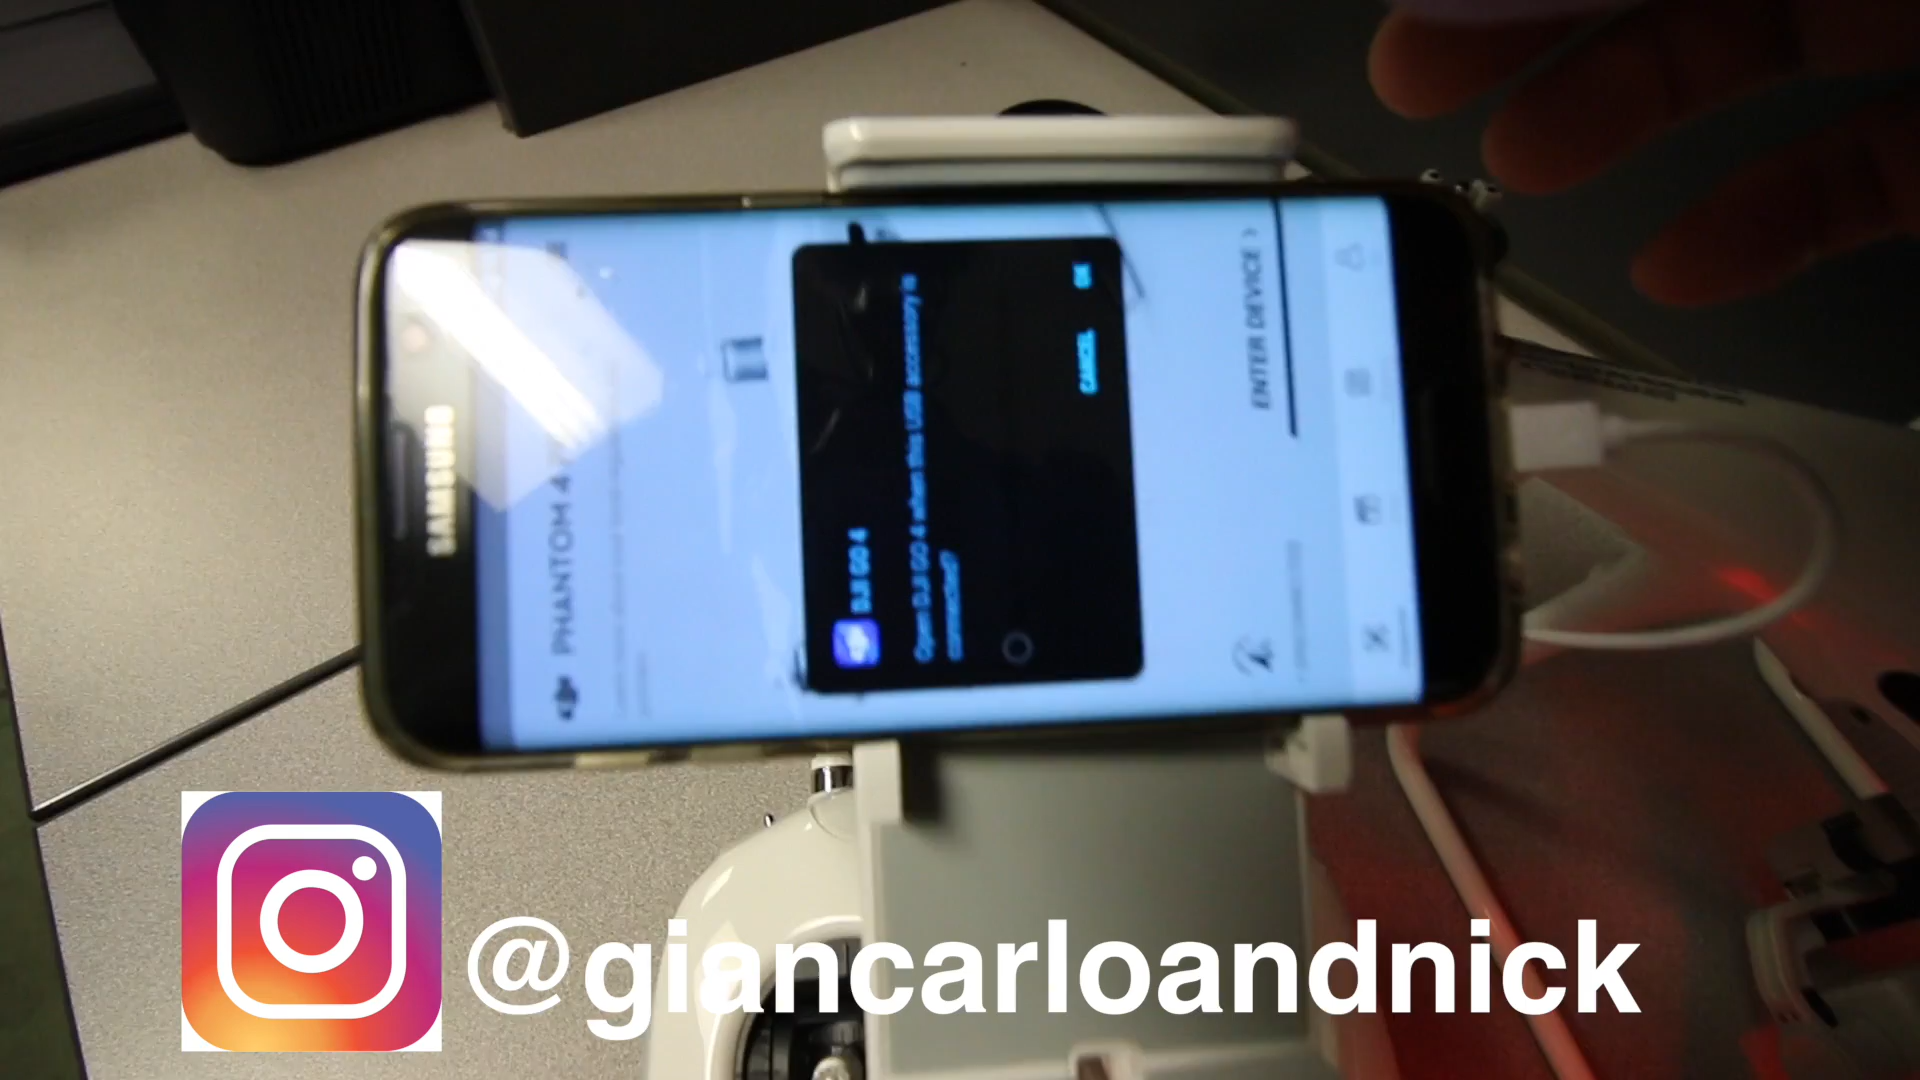 SAMSUNG
PHANTOM 4
DJI GO 4
Open DJI GO 4 when this USB accessory is
connected?
CANCEL OK
ENTER DEVICE >
@giancarloandnick